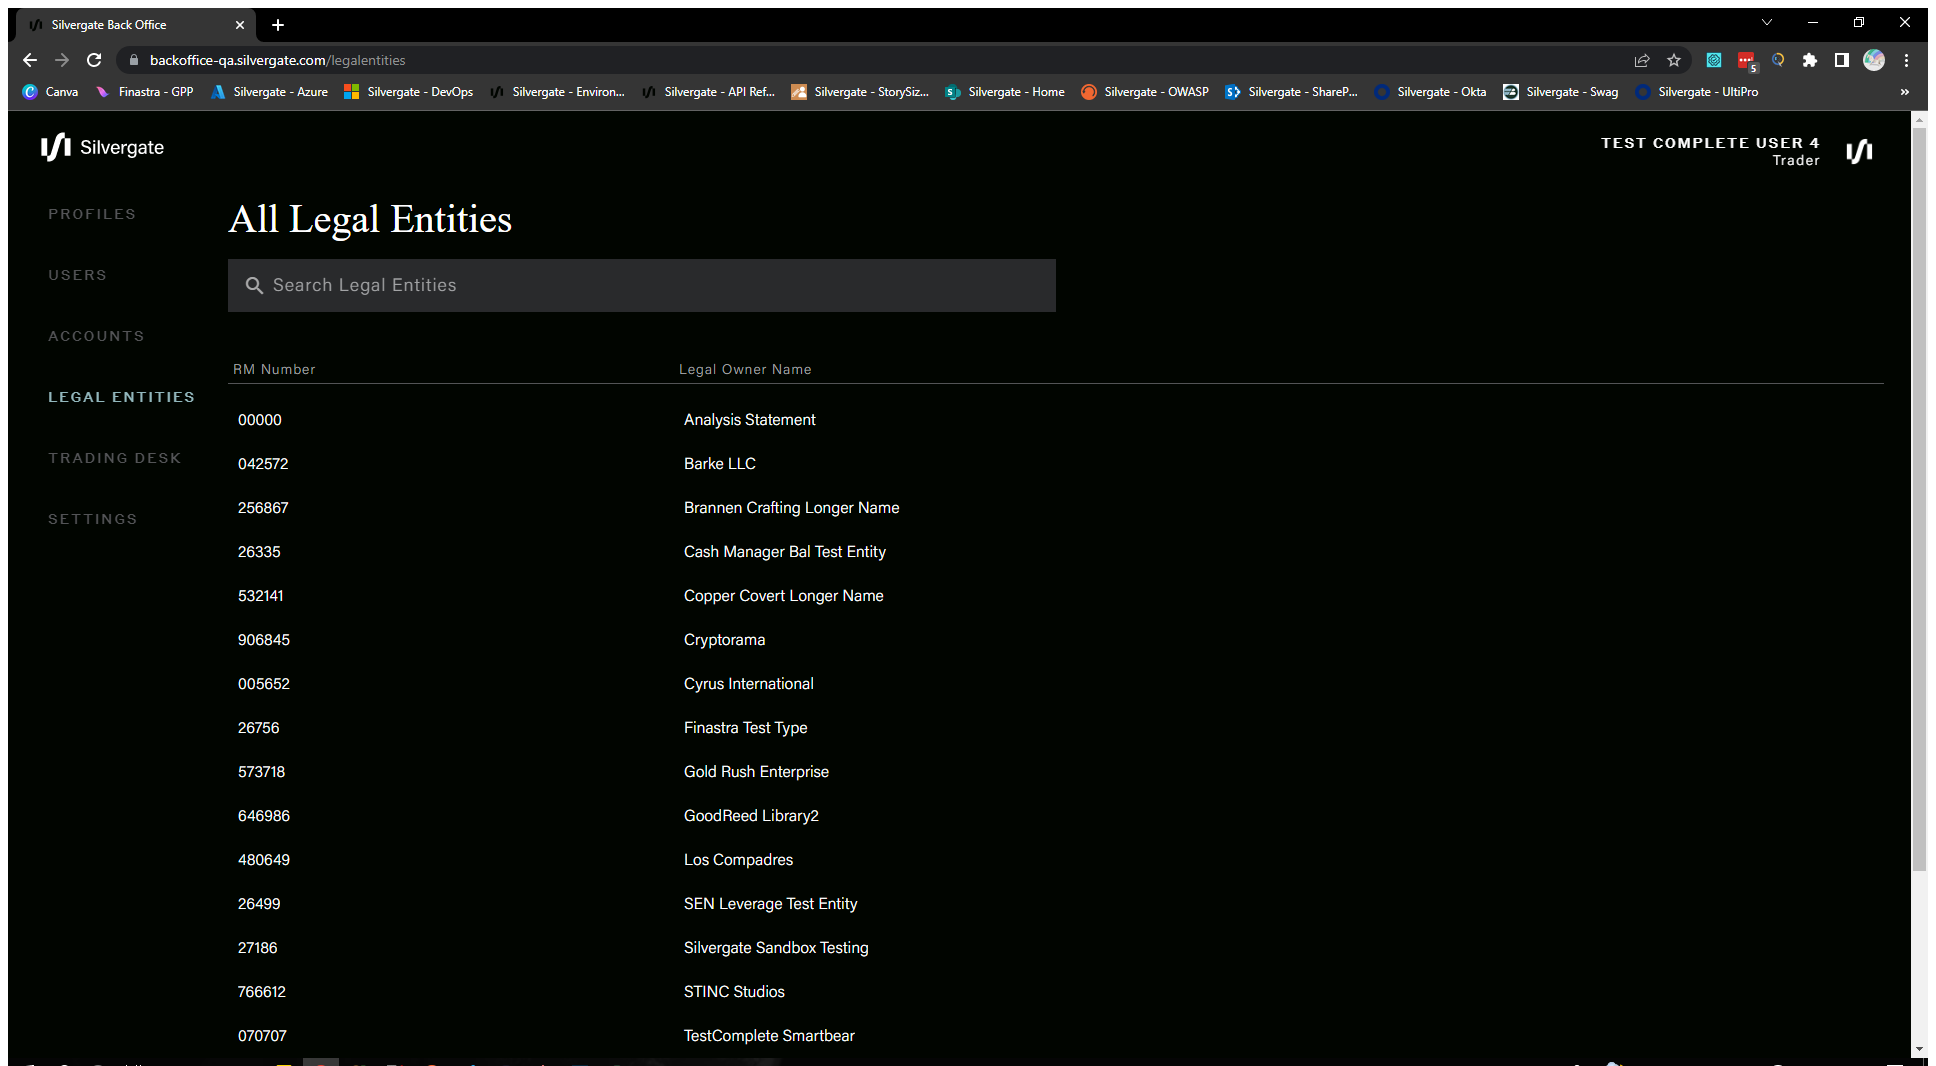 Silvergate Back Office
backoffice-qa.silvergate.com/legalentities
5
Canva Finastra - GPP Silvergate - Azure Silvergate - DevOps Silvergate - Environ... Silvergate - API Ref... Silvergate - StorySiz... Silvergate - Home Silvergate - OWASP Silvergate - ShareP... Silvergate - Okta Silvergate - Swag Silvergate - UltiPro »
Silvergate
TEST COMPLETE USER 4
Trader
PROFILES
USERS
ACCOUNTS
LEGAL ENTITIES
TRADING DESK
SETTINGS
All Legal Entities
Search Legal Entities
RM Number Legal Owner Name
00000 Analysis Statement
042572 Barke LLC
256867 Brannen Crafting Longer Name
26335 Cash Manager Bal Test Entity
532141 Copper Covert Longer Name
906845 Cryptorama
005652 Cyrus International
26756 Finastra Test Type
573718 Gold Rush Enterprise
646986 GoodReed Library2
480649 Los Compadres
26499 SEN Leverage Test Entity
27186 Silvergate Sandbox Testing
766612 STINC Studios
070707 TestComplete Smartbear